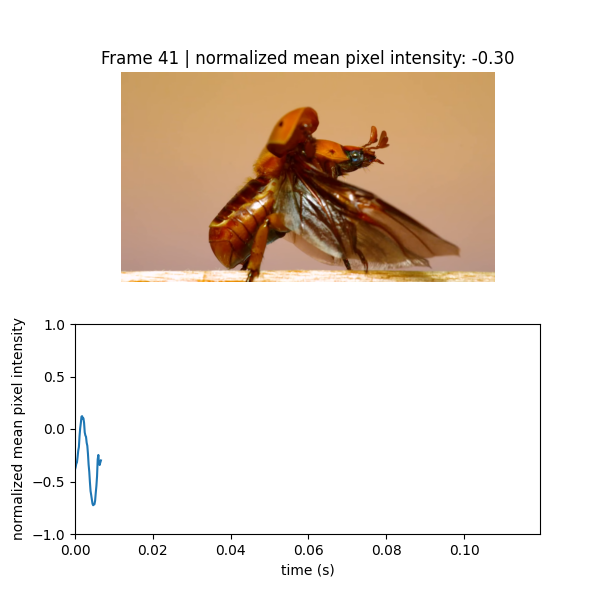 Frame 41 | normalized mean pixel intensity: -0.30
1.0
0.5
0.0
−0.5
−1.0
normalized mean pixel intensity
0.00 0.02 0.04 0.06 0.08 0.10
time (s)